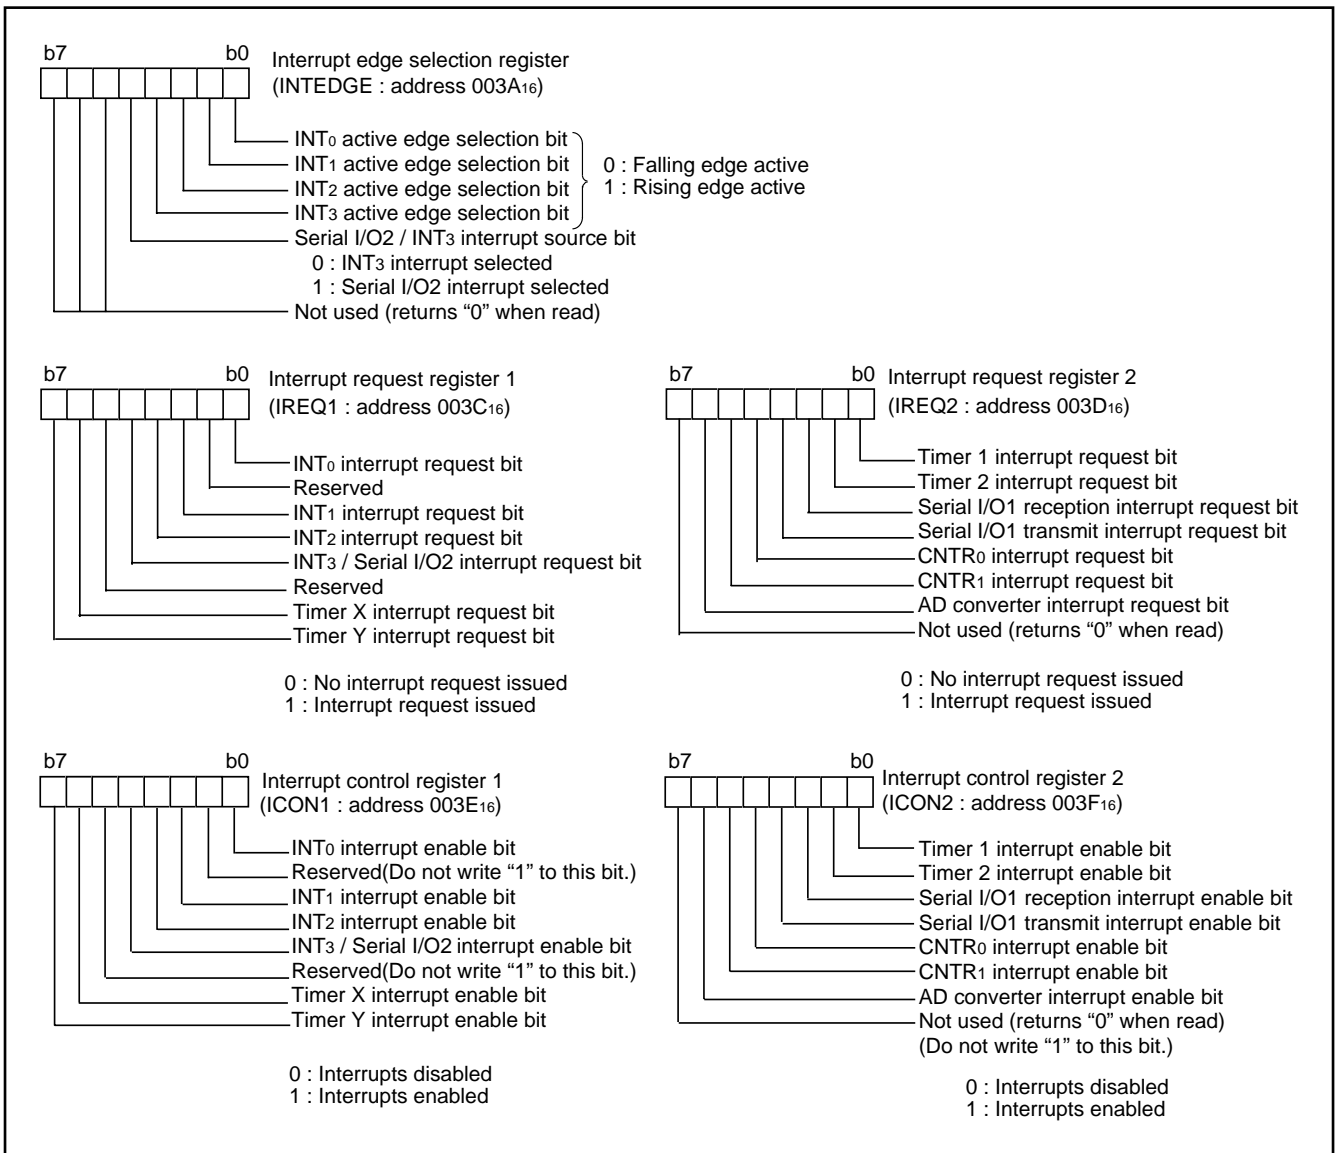 b7 b0 Interrupt edge selection register
(INTEDGE : address 003A16)
INT0 active edge selection bit
INT1 active edge selection bit
INT2 active edge selection bit
INT3 active edge selection bit
0 : Falling edge active
1 : Rising edge active
Serial I/O2 / INT3 interrupt source bit
0 : INT3 interrupt selected
1 : Serial I/O2 interrupt selected
Not used (returns “0” when read)
b7 b0 Interrupt request register 1
(IREQ1 : address 003C16)
INT0 interrupt request bit
Reserved
INT1 interrupt request bit
INT2 interrupt request bit
INT3 / Serial I/O2 interrupt request bit
Reserved
Timer X interrupt request bit
Timer Y interrupt request bit
0 : No interrupt request issued
1 : Interrupt request issued
b7 b0 Interrupt request register 2
(IREQ2 : address 003D16)
Timer 1 interrupt request bit
Timer 2 interrupt request bit
Serial I/O1 reception interrupt request bit
Serial I/O1 transmit interrupt request bit
CNTR0 interrupt request bit
CNTR1 interrupt request bit
AD converter interrupt request bit
Not used (returns “0” when read)
0 : No interrupt request issued
1 : Interrupt request issued
b7 b0 Interrupt control register 1
(ICON1 : address 003E16)
INT0 interrupt enable bit
Reserved(Do not write “1” to this bit.)
INT1 interrupt enable bit
INT2 interrupt enable bit
INT3 / Serial I/O2 interrupt enable bit
Reserved(Do not write “1” to this bit.)
Timer X interrupt enable bit
Timer Y interrupt enable bit
0 : Interrupts disabled
1 : Interrupts enabled
b7 b0 Interrupt control register 2
(ICON2 : address 003F16)
Timer 1 interrupt enable bit
Timer 2 interrupt enable bit
Serial I/O1 reception interrupt enable bit
Serial I/O1 transmit interrupt enable bit
CNTR0 interrupt enable bit
CNTR1 interrupt enable bit
AD converter interrupt enable bit
Not used (returns “0” when read)
(Do not write “1” to this bit.)
0 : Interrupts disabled
1 : Interrupts enabled